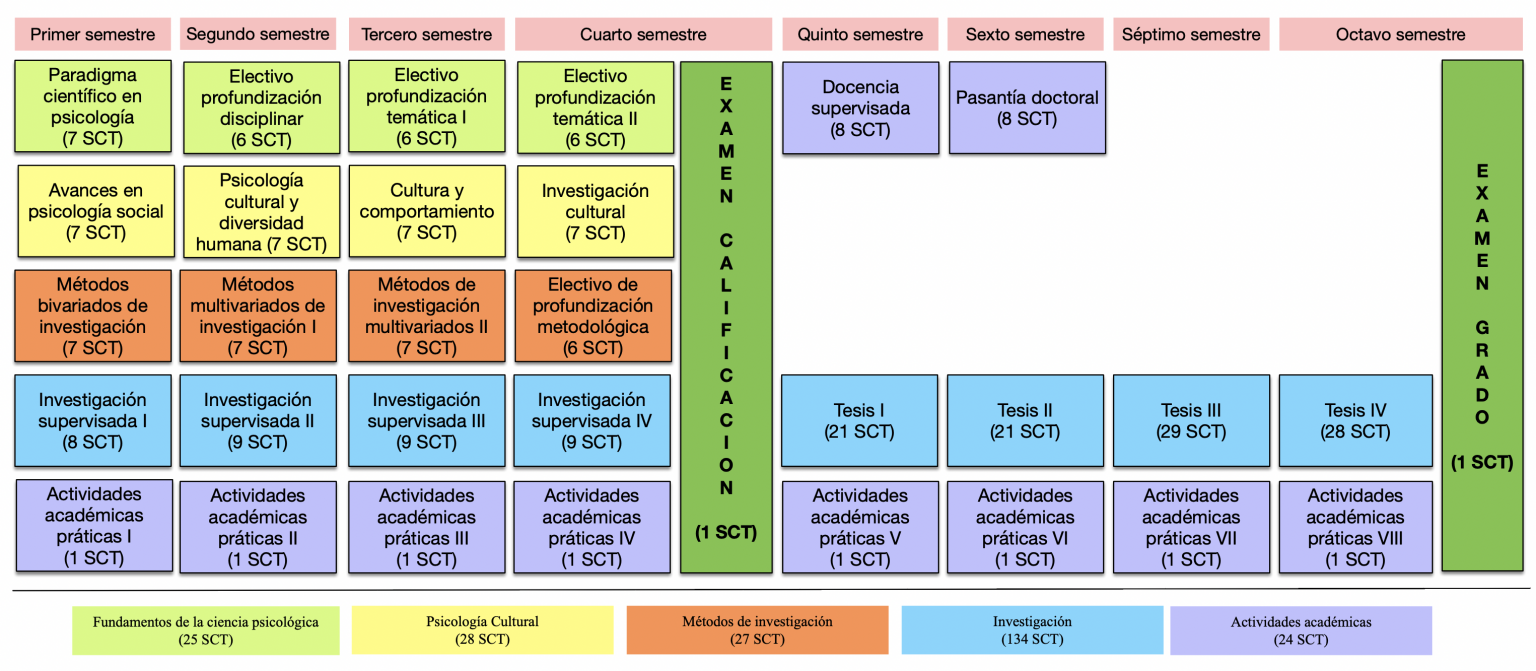 Primer semestre
Segundo semestre
Tercero semestre
Cuarto semestre
Quinto semestre
Sexto semestre
Séptimo semestre
Octavo semestre
Paradigma
científico en
psicología
(7 SCT)
Electivo
profundización
disciplinar
(6 SCT)
Electivo
profundización
temática I
(6 SCT)
Electivo
profundización
temática II
(6 SCT)
EXAMEN CALIFICACION
(1 SCT)
Docencia
supervisada
(8 SCT)
Pasantía doctoral
(8 SCT)
EXAMEN GRADO
(1 SCT)
Avances en
psicología social
(7 SCT)
Psicología
cultural y
diversidad
humana (7 SCT)
Cultura y
comportamiento
(7 SCT)
Investigación
cultural
(7 SCT)
Métodos
bivariados de
investigación
(7 SCT)
Métodos
multivariados de
investigación I
(7 SCT)
Métodos de
investigación
multivariados II
(7 SCT)
Electivo de
profundización
metodológica
(6 SCT)
Investigación
supervisada I
(8 SCT)
Investigación
supervisada II
(9 SCT)
Investigación
supervisada III
(9 SCT)
Investigación
supervisada IV
(9 SCT)
Tesis I
(21 SCT)
Tesis II
(21 SCT)
Tesis III
(29 SCT)
Tesis IV
(28 SCT)
Actividades
académicas
práticas I
(1 SCT)
Actividades
académicas
práticas II
(1 SCT)
Actividades
académicas
práticas III
(1 SCT)
Actividades
académicas
práticas IV
(1 SCT)
Actividades
académicas
práticas V
(1 SCT)
Actividades
académicas
práticas VI
(1 SCT)
Actividades
académicas
práticas VII
(1 SCT)
Actividades
académicas
práticas VIII
(1 SCT)
Fundamentos de la ciencia psicológica
(25 SCT)
Psicología Cultural
(28 SCT)
Métodos de investigación
(27 SCT)
Investigación
(134 SCT)
Actividades académicas
(24 SCT)